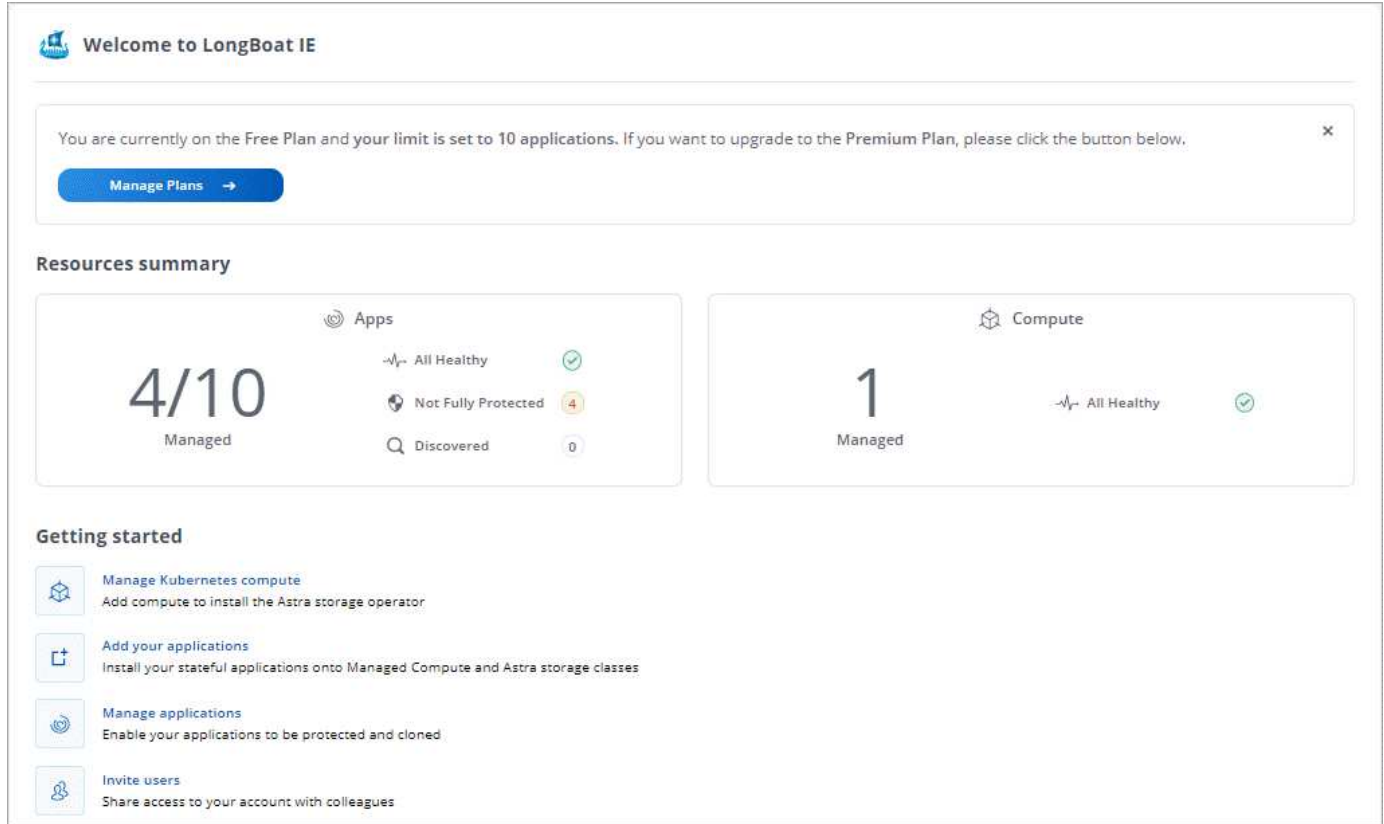 Welcome to LongBoat IE
You are currently on the Free Plan and your limit is set to 10 applications. If you want to upgrade to the Premium Plan, please click the button below.
×
Manage Plans →
Resources summary
Apps
4/10
Managed
All Healthy
Not Fully Protected 4
Discovered 0
Compute
1
Managed
All Healthy
Getting started
Manage Kubernetes compute
Add compute to install the Astra storage operator
Add your applications
Install your stateful applications onto Managed Compute and Astra storage classes
Manage applications
Enable your applications to be protected and cloned
Invite users
Share access to your account with colleagues